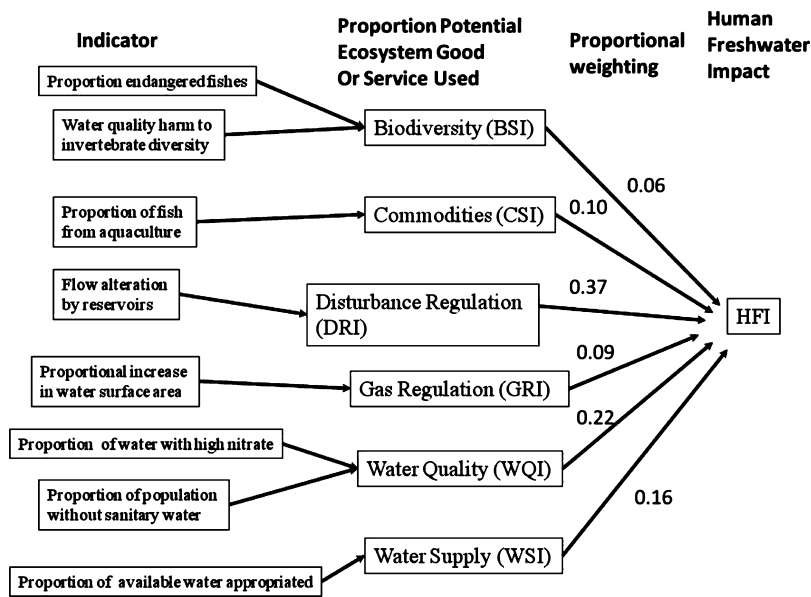 Indicator
Proportion Potential
Ecosystem Good
Or Service Used
Proportional
weighting
Human
Freshwater
Impact
Proportion endangered fishes
Water quality harm to
invertebrate diversity
Biodiversity (BSI)
0.06
Proportion of fish
from aquaculture
Commodities (CSI)
0.10
Flow alteration
by reservoirs
Disturbance Regulation
(DRI)
0.37
HFI
Proportional increase
in water surface area
Gas Regulation (GRI)
0.09
Proportion of water with high nitrate
Proportion of population
without sanitary water
Water Quality (WQI)
0.22
Proportion of available water appropriated
Water Supply (WSI)
0.16